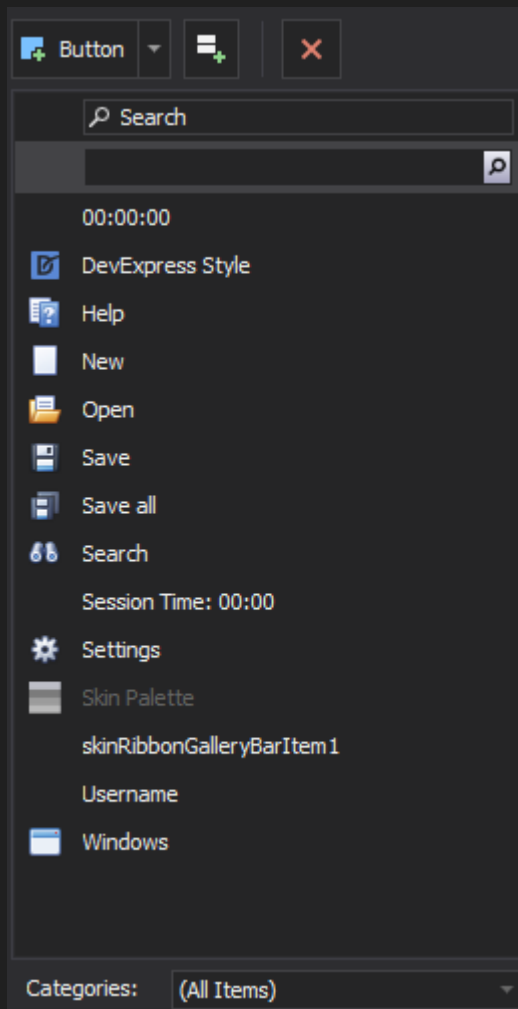 Button
Search
00:00:00
DevExpress Style
Help
New
Open
Save
Save all
Search
Session Time: 00:00
Settings
Skin Palette
skinRibbonGalleryBarItem1
Username
Windows
Categories: (All Items)